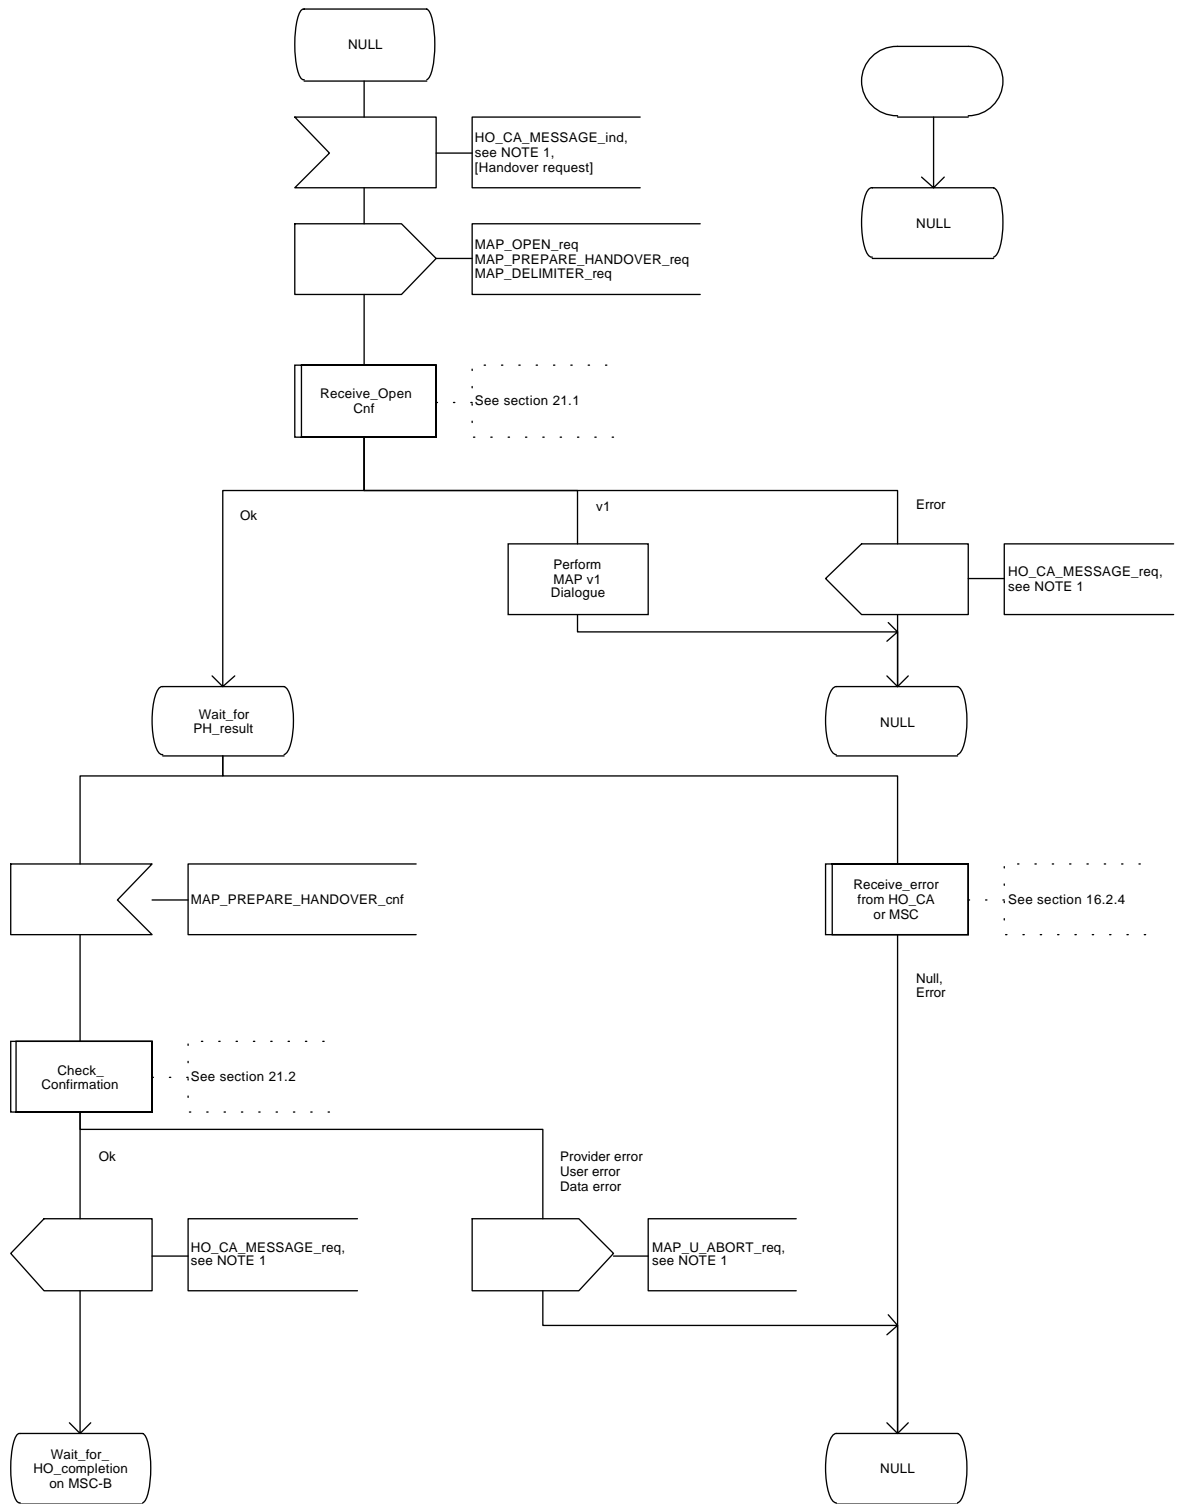 NULL
HO_CA_MESSAGE_ind,
see NOTE 1,
[Handover request]
NULL
MAP_OPEN_req
MAP_PREPARE_HANDOVER_req
MAP_DELIMITER_req
Receive_Open
Cnf
See section 21.1
Ok
v1
Error
Perform
MAP v1
Dialogue
HO_CA_MESSAGE_req,
see NOTE 1
Wait_for
PH_result
NULL
MAP_PREPARE_HANDOVER_cnf
Receive_error
from HO_CA
or MSC
See section 16.2.4
Null,
Error
Check_
Confirmation
See section 21.2
Ok
Provider error
User error
Data error
HO_CA_MESSAGE_req,
see NOTE 1
MAP_U_ABORT_req,
see NOTE 1
Wait_for_
HO_completion
on MSC-B
NULL